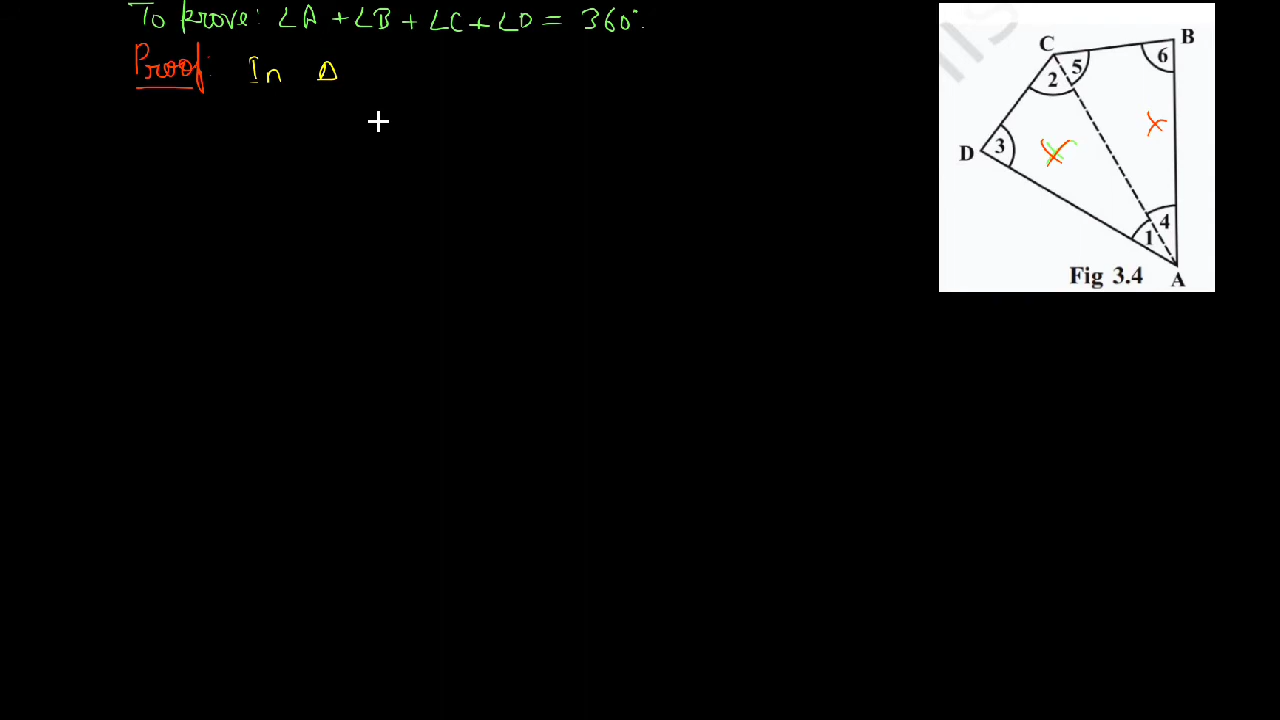 To prove: ∠A + ∠B + ∠C + ∠D = 360°.
Proof: In Δ
C
B
5
6
2
D
3
4
1
Fig 3.4
A